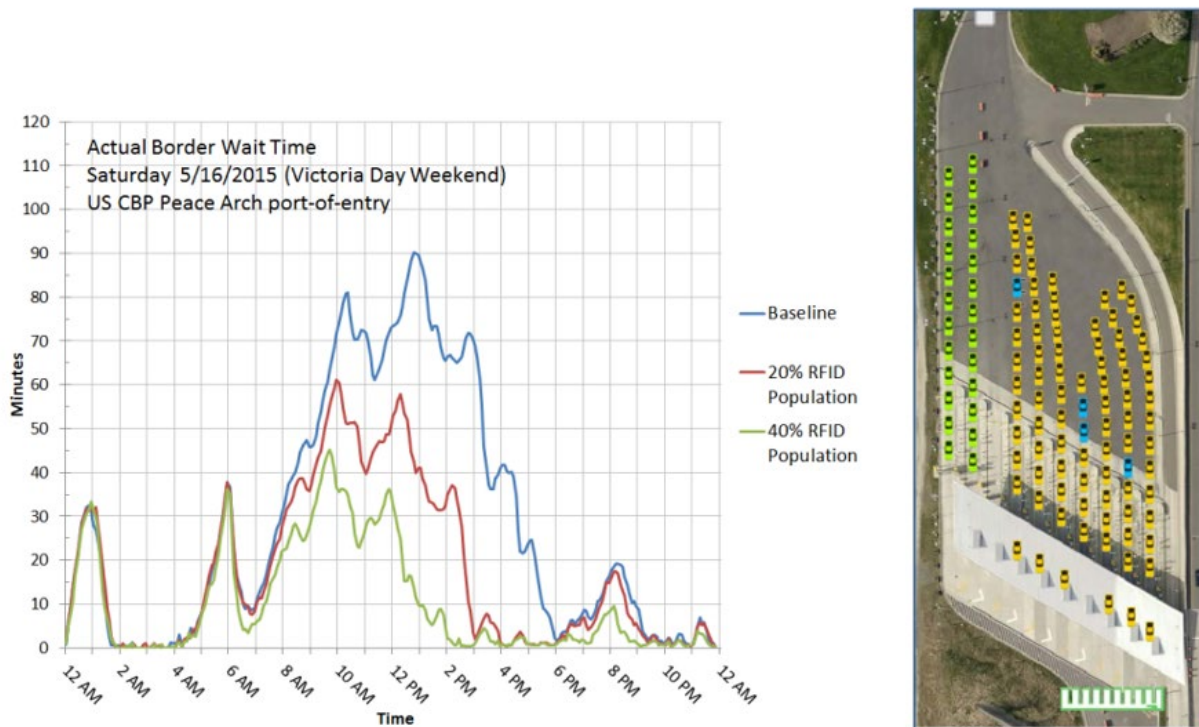 120
110
100
90
80
70
60
50
40
30
20
10
0
Minutes
Actual Border Wait Time
Saturday 5/16/2015 (Victoria Day Weekend)
US CBP Peace Arch port-of-entry
12 AM
2 AM
4 AM
6 AM
8 AM
10 AM
12 PM
2 PM
4 PM
6 PM
8 PM
10 PM
12 AM
Time
Baseline
20% RFID
Population
40% RFID
Population